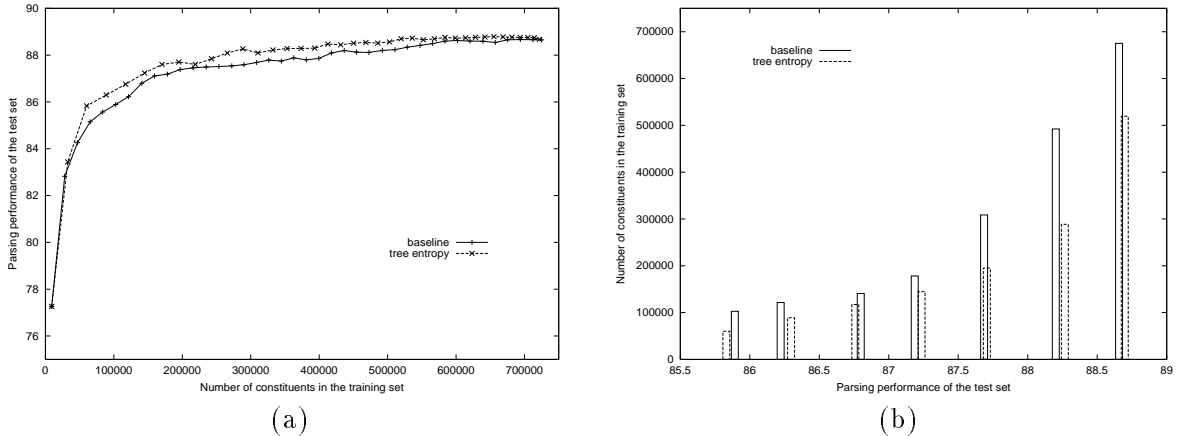 90
88
86
84
82
80
78
76
Parsing performance of the test set
baseline
tree entropy
0 100000 200000 300000 400000 500000 600000 700000
Number of constituents in the training set
(a)
700000
600000
500000
400000
300000
200000
100000
0
Number of constituents in the training set
baseline
tree entropy
85.5 86 86.5 87 87.5 88 88.5 89
Parsing performance of the test set
(b)